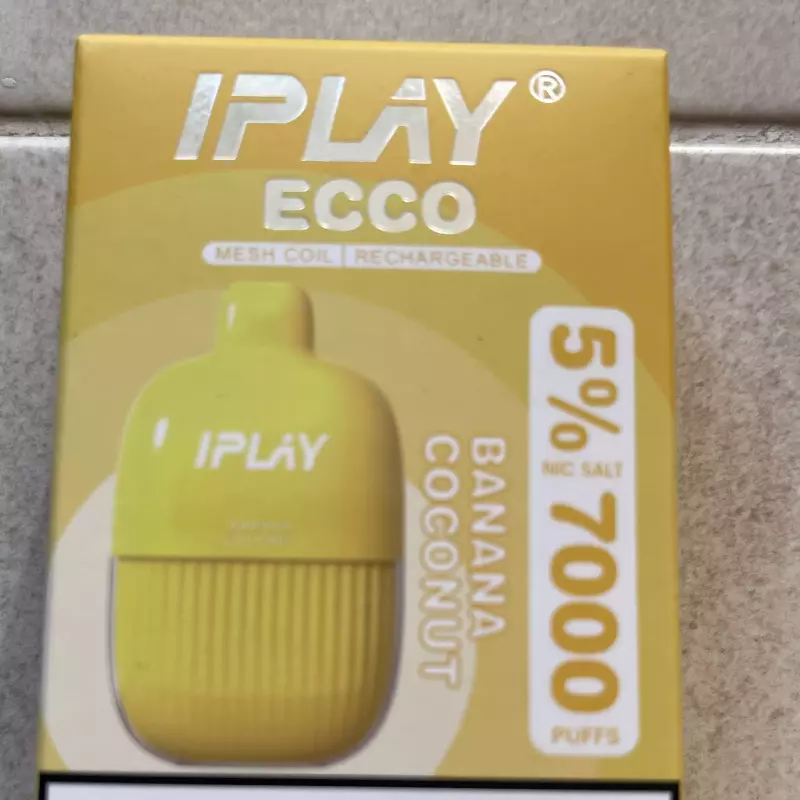 IPLAY®
ECCO
MESH COIL | RECHARGEABLE
IPLAY
BANANA
COCONUT
5%
NIC SALT
7000
PUFFS